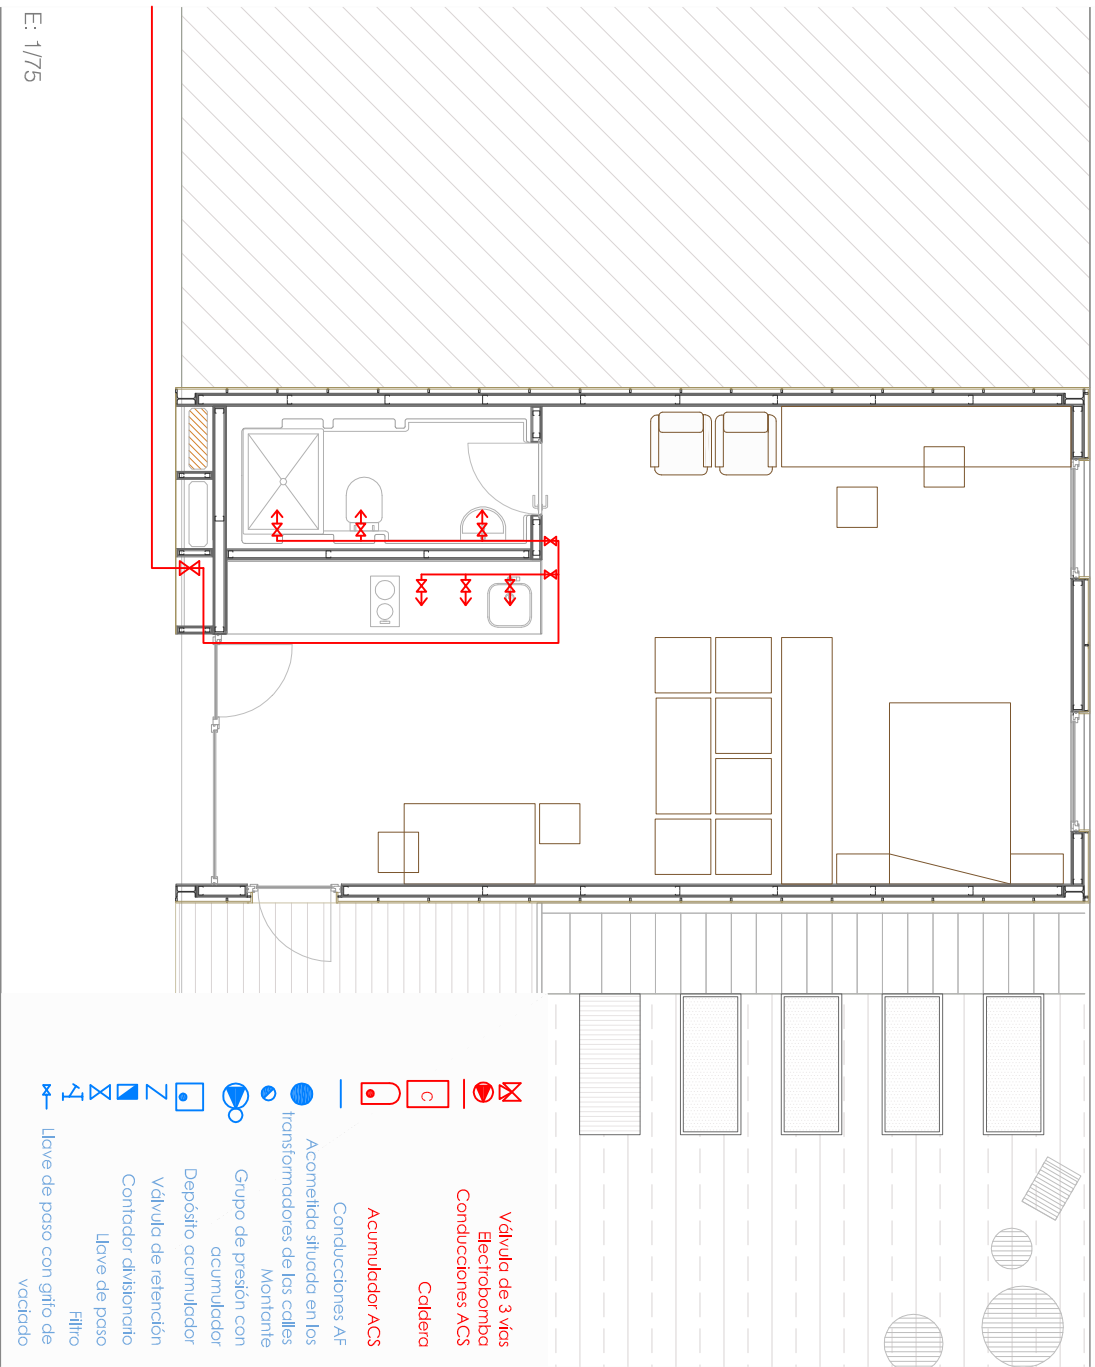 E: 1/75
C
Válvula de 3 vías
Electrobomba
Conducciones ACS
Caldera
Acumulador ACS
Conducciones AF
Acometida situada en los
transformadores de las calles
Montante
Grupo de presión con
acumulador
Depósito acumulador
Válvula de retención
Contador divisionario
Llave de paso
Filtro
Llave de paso con grifo de
vaciado